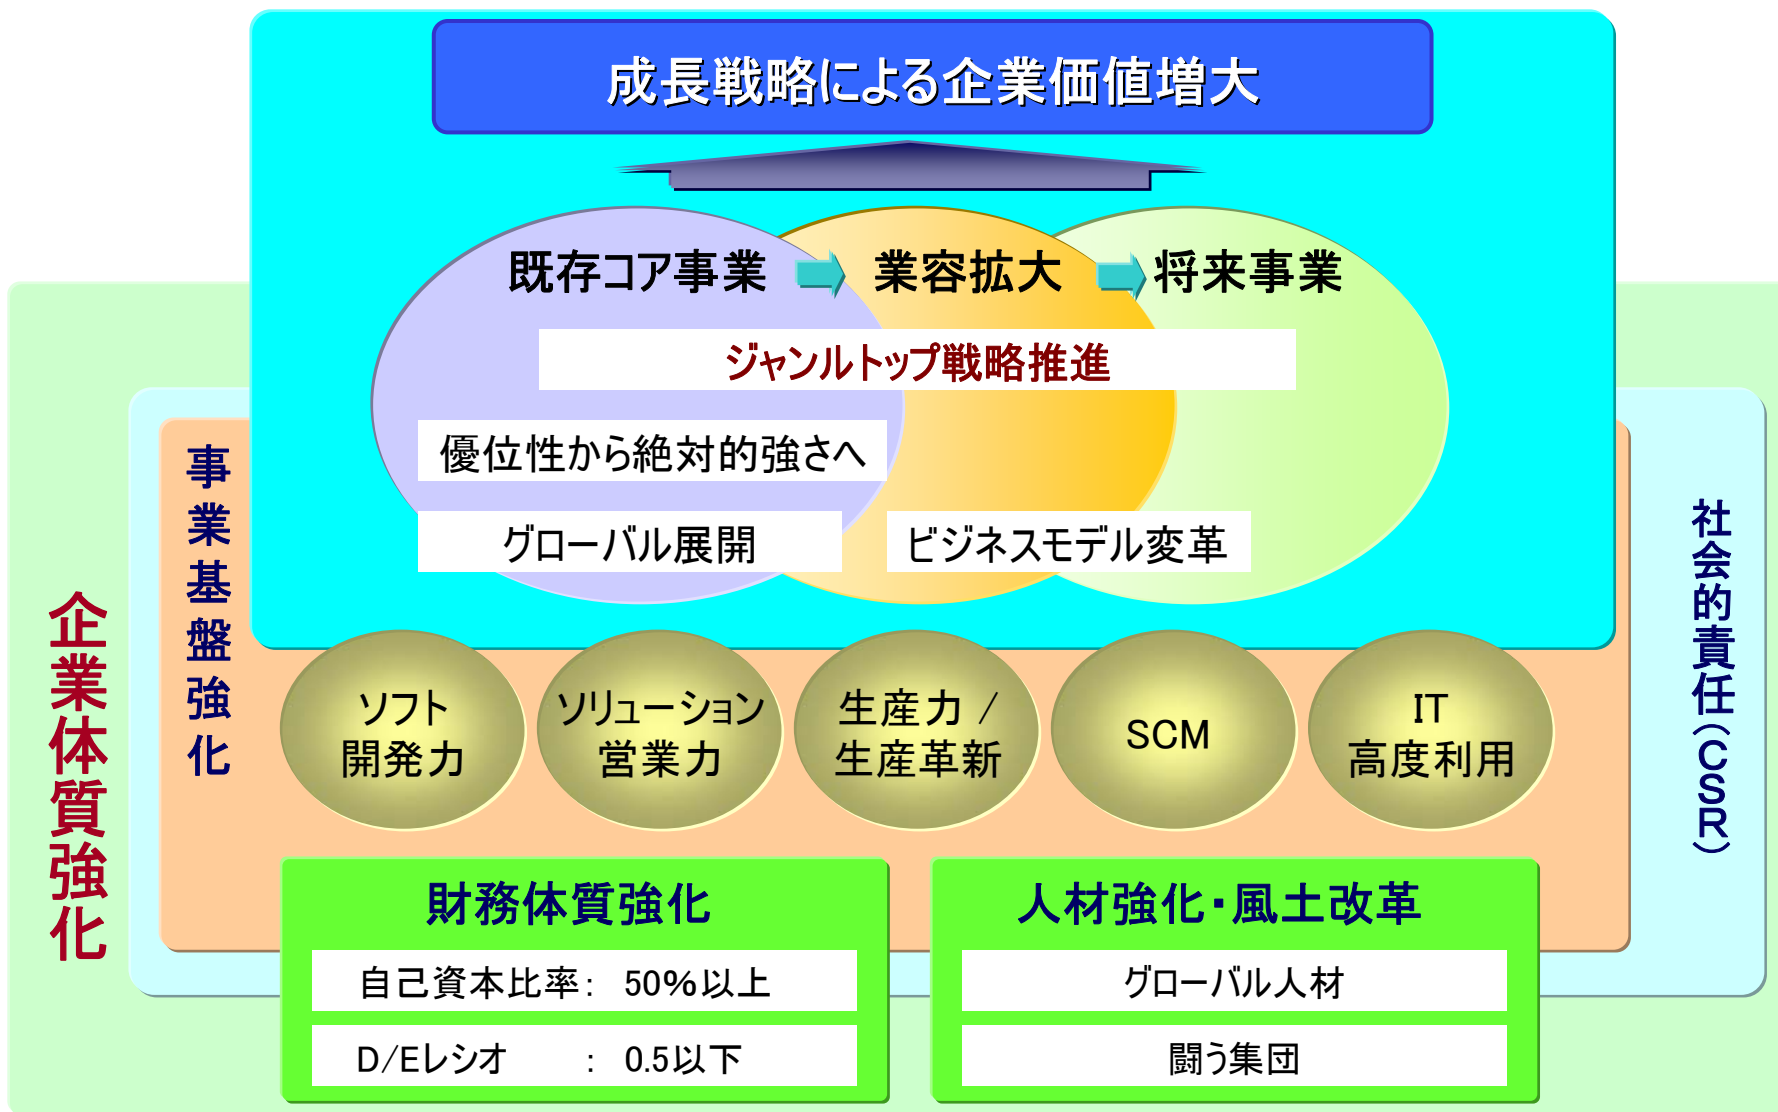 成長戦略による企業価値増大
既存コア事業
業容拡大
将来事業
ジャンルトップ戦略推進
優位性から絶対的強さへ
グローバル展開
ビジネスモデル変革
企業体質強化
事業基盤強化
社会的責任（CSR）
ソフト
開発力
ソリューション
営業力
生産力 /
生産革新
SCM
IT
高度利用
財務体質強化
自己資本比率： 50%以上
D/Eレシオ ： 0.5以下
人材強化・風土改革
グローバル人材
闘う集団